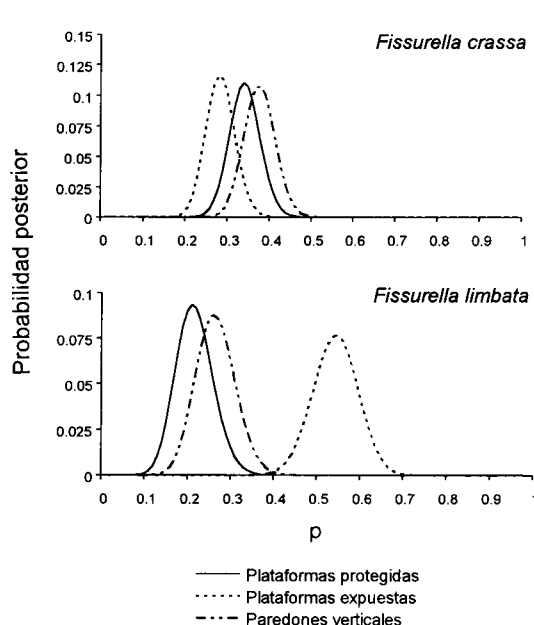 Fissurella crassa
0.15
0.125
0.1
0.075
0.05
0.025
0
0 0.1 0.2 0.3 0.4 0.5 0.6 0.7 0.8 0.9 1
Probabilidad posterior
Fissurella limbata
0.1
0.075
0.05
0.025
0
0 0.1 0.2 0.3 0.4 0.5 0.6 0.7 0.8 0.9 1
p
Plataformas protegidas
Plataformas expuestas
Paredones verticales